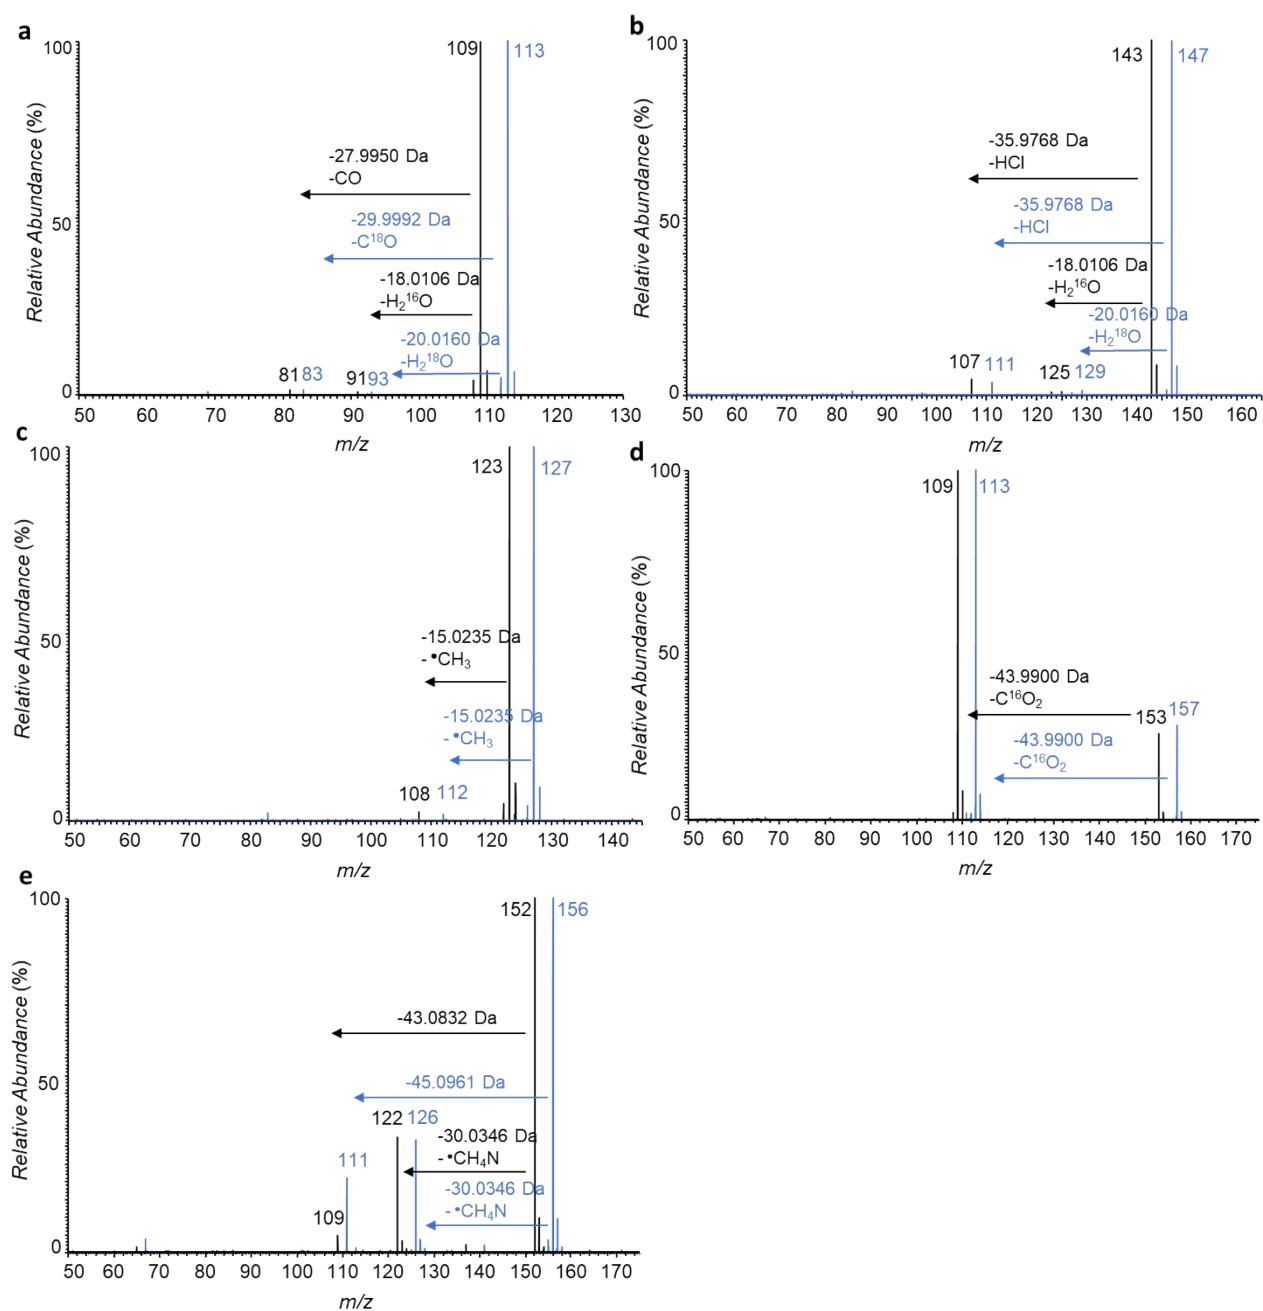 a
Relative Abundance (%)
100
50
0
109
113
-27.9950 Da
-CO
-29.9992 Da
-C¹⁸O
-18.0106 Da
-H₂¹⁶O
-20.0160 Da
-H₂¹⁸O
81
83
91
93
50 60 70 80 90 100 110 120 130
m/z
b
Relative Abundance (%)
100
50
0
143
147
-35.9768 Da
-HCl
-35.9768 Da
-HCl
-18.0106 Da
-H₂¹⁶O
-20.0160 Da
-H₂¹⁸O
107
111
125
129
50 60 70 80 90 100 110 120 130 140 150 160
m/z
c
Relative Abundance (%)
100
50
0
123
127
-15.0235 Da
- •CH₃
-15.0235 Da
- •CH₃
108
112
50 60 70 80 90 100 110 120 130 140
m/z
d
Relative Abundance (%)
100
50
0
109
113
-43.9900 Da
-C¹⁶O₂
153
157
-43.9900 Da
-C¹⁶O₂
50 60 70 80 90 100 110 120 130 140 150 160 170
m/z
e
Relative Abundance (%)
100
50
0
152
156
-43.0832 Da
-45.0961 Da
122
126
-30.0346 Da
- •CH₄N
111
-30.0346 Da
- •CH₄N
109
50 60 70 80 90 100 110 120 130 140 150 160 170
m/z